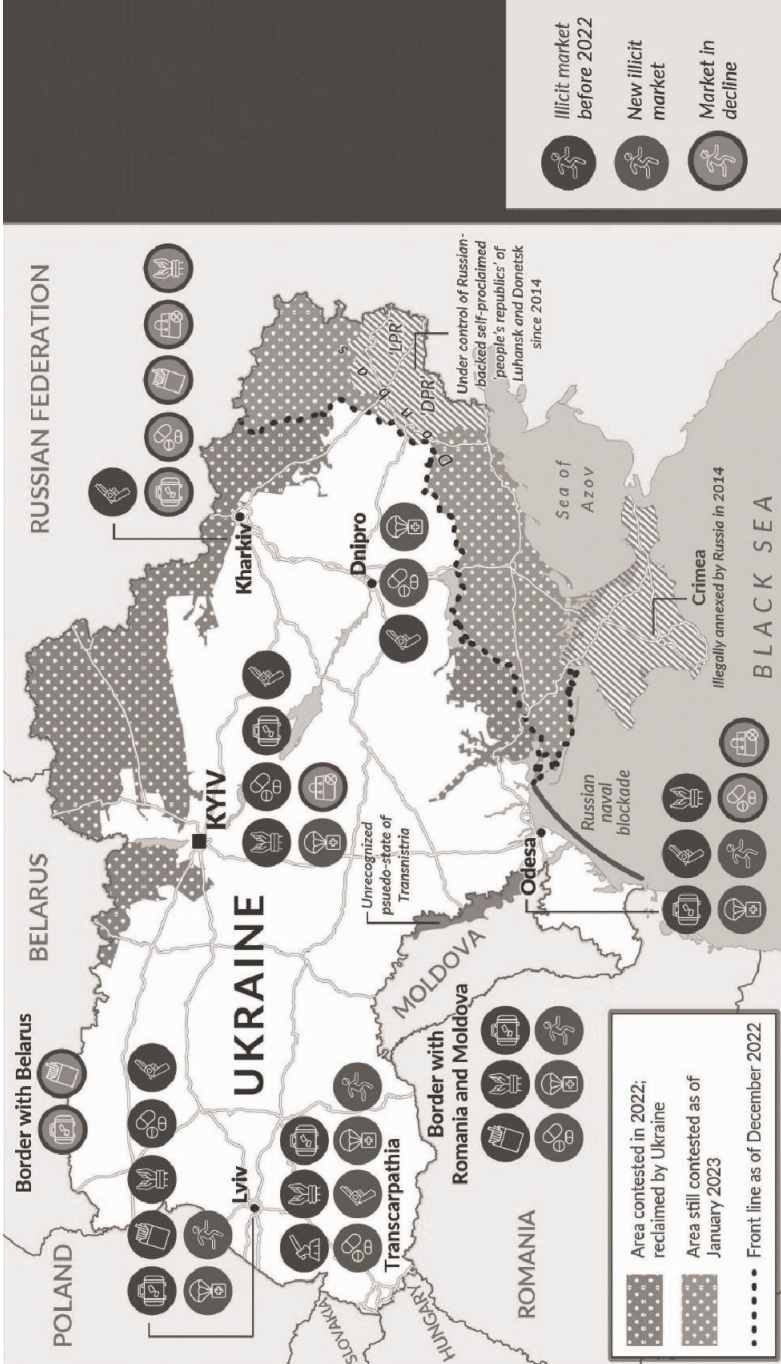 RUSSIAN FEDERATION
BELARUS
POLAND
Border with Belarus
Kharkiv
KYIV
UKRAINE
Lviv
Dnipro
'LPR'
DPR'
D o n b a s
Under control of Russian-
backed self-proclaimed
'people's republics' of
Luhansk and Donetsk
since 2014
Unrecognized
psuedo-state of
Transnistria
Transcarpathia
SLOVAKIA
HUNGARY
ROMANIA
MOLDOVA
Border with
Romania and Moldova
Odesa
Russian
naval
blockade
Sea of
Azov
Crimea
Illegally annexed by Russia in 2014
BLACK SEA
Area contested in 2022;
reclaimed by Ukraine
Area still contested as of
January 2023
Front line as of December 2022
Illicit market
before 2022
New illicit
market
Market in
decline